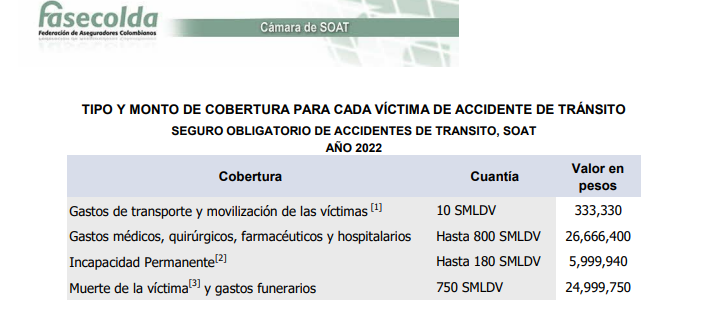 fasecolda
Federación de Aseguradores Colombianos
Cámara de SOAT
TIPO Y MONTO DE COBERTURA PARA CADA VÍCTIMA DE ACCIDENTE DE TRÁNSITO
SEGURO OBLIGATORIO DE ACCIDENTES DE TRANSITO, SOAT
AÑO 2022
Cobertura Cuantía Valor en pesos
Gastos de transporte y movilización de las víctimas [1] 10 SMLDV 333,330
Gastos médicos, quirúrgicos, farmacéuticos y hospitalarios Hasta 800 SMLDV 26,666,400
Incapacidad Permanente[2] Hasta 180 SMLDV 5,999,940
Muerte de la víctima[3] y gastos funerarios 750 SMLDV 24,999,750